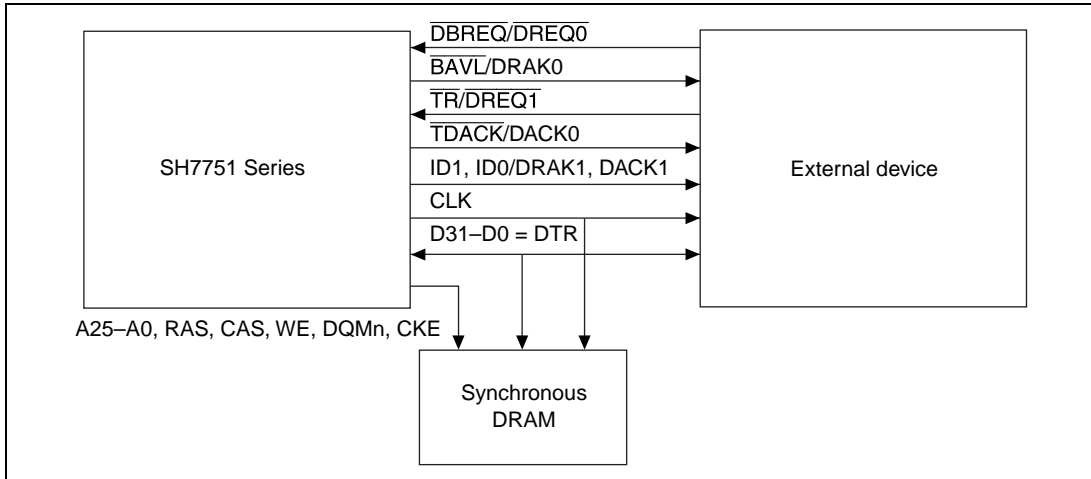 DBREQ/DREQ0
BAVL/DRAK0
TR/DREQ1
TDACK/DACK0
SH7751 Series
ID1, ID0/DRAK1, DACK1
External device
CLK
D31–D0 = DTR
A25–A0, RAS, CAS, WE, DQMn, CKE
Synchronous
DRAM